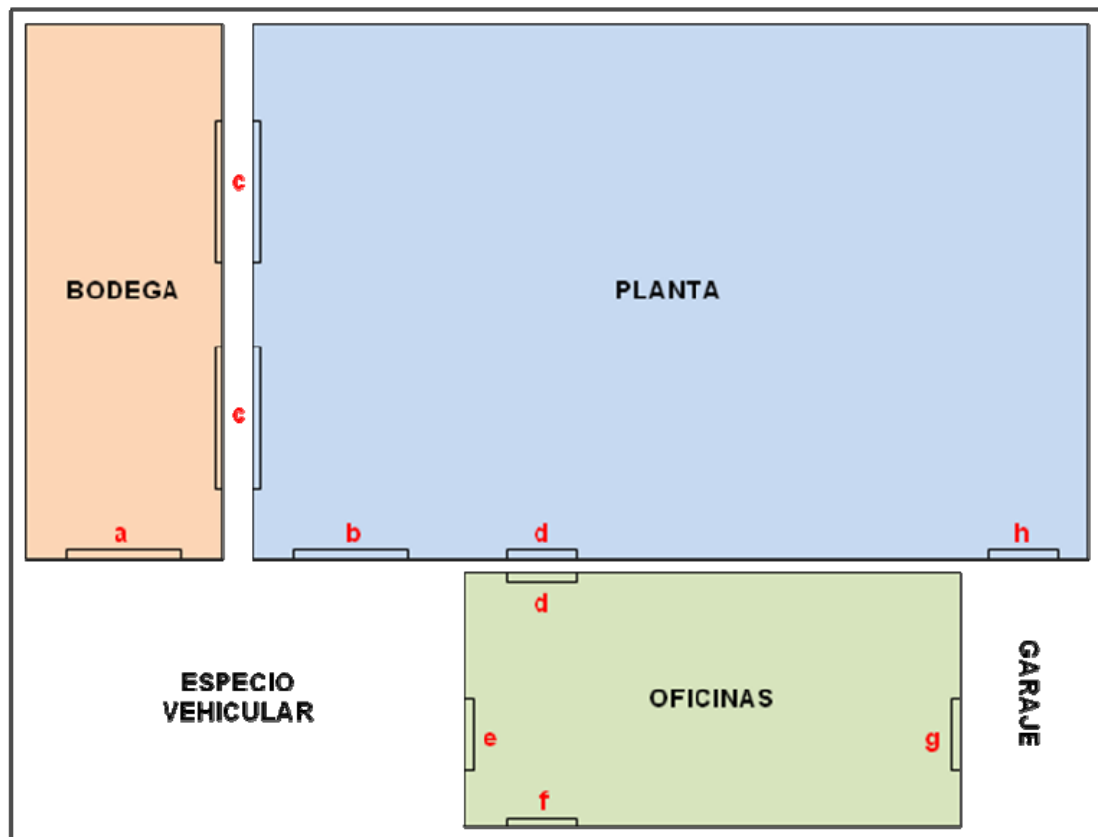 c
BODEGA
PLANTA
c
a
b
d
h
d
ESPECIO
VEHICULAR
OFICINAS
GARAJE
e
g
f